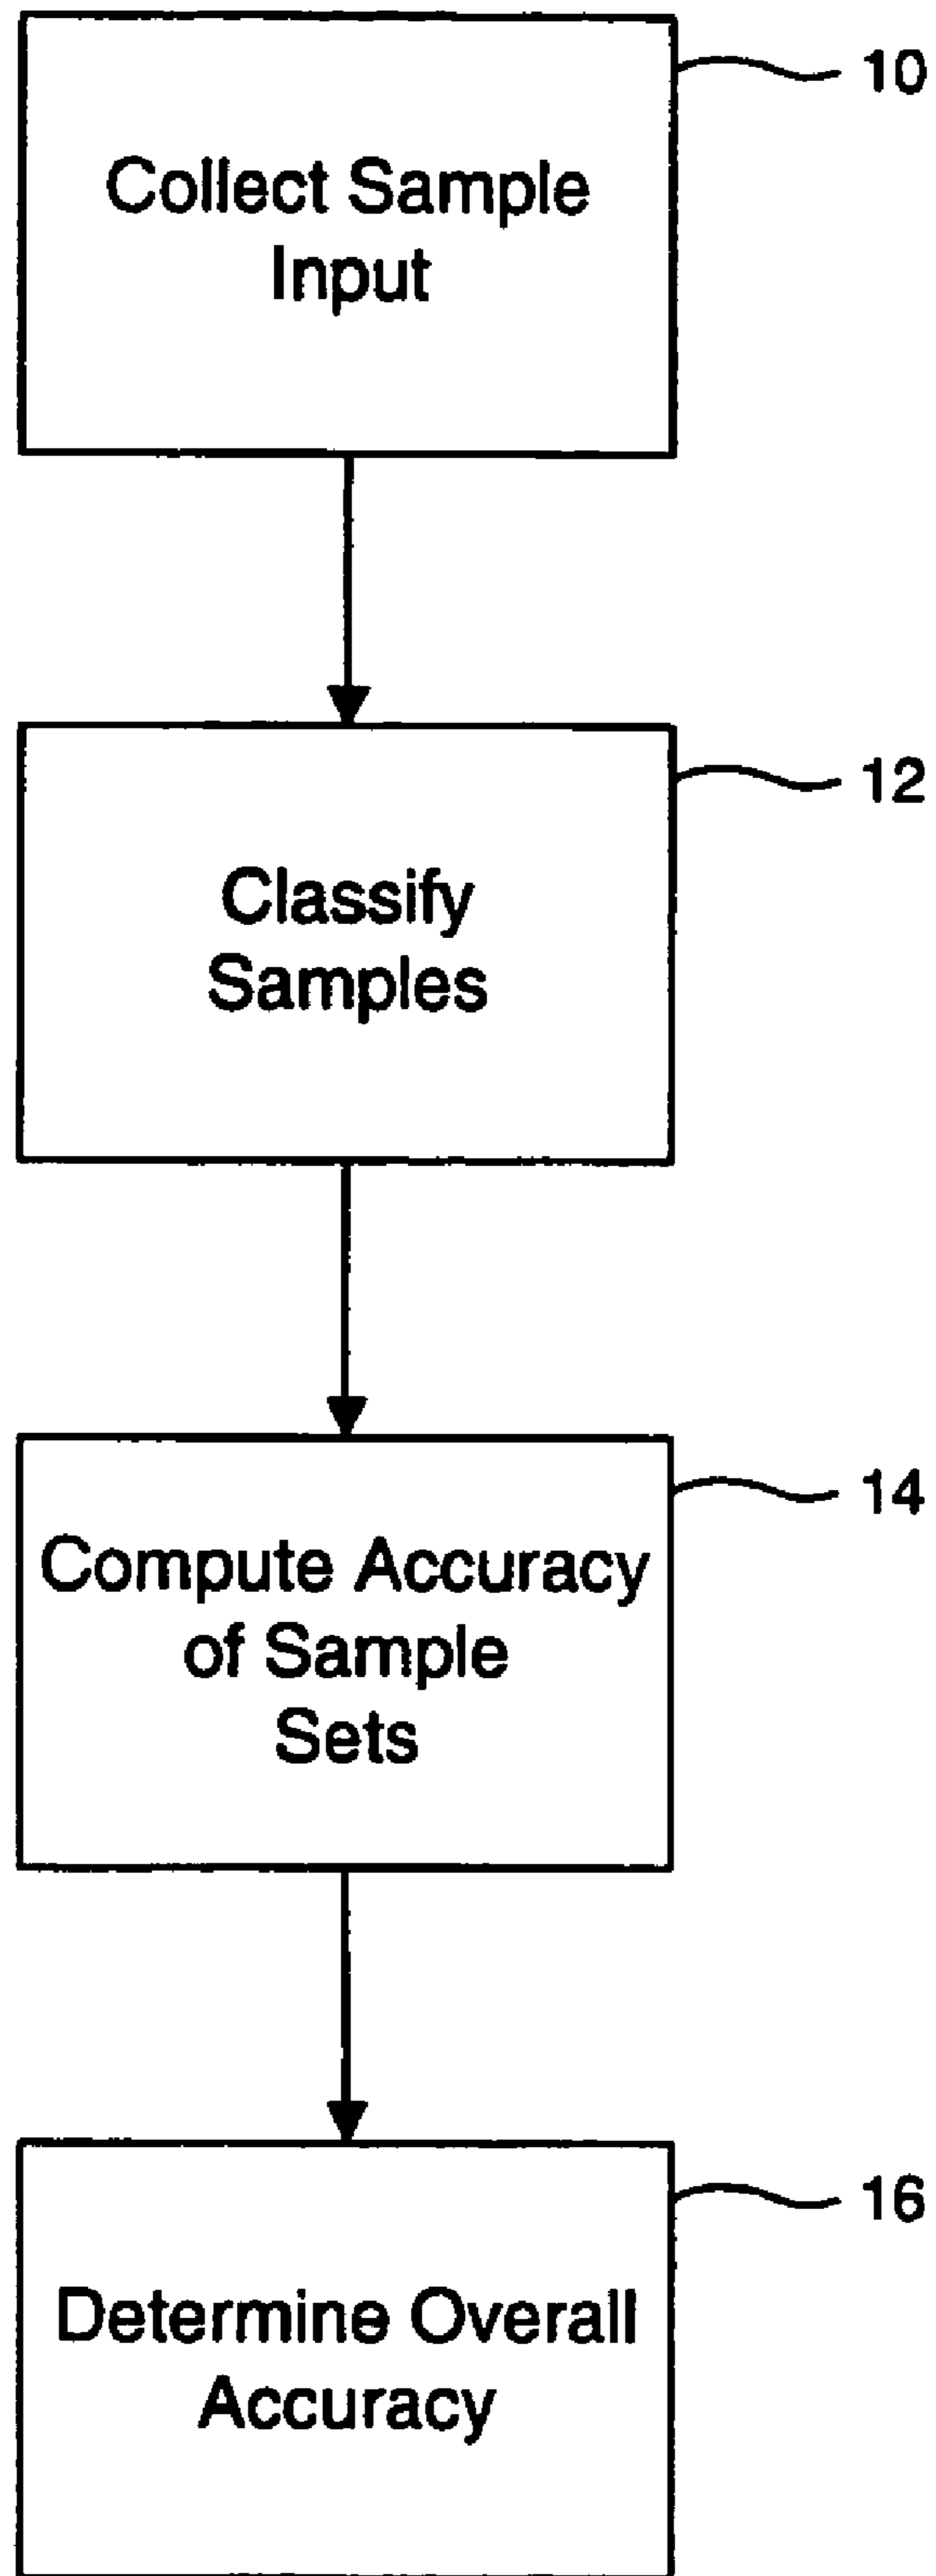 10
Collect Sample
Input
12
Classify
Samples
14
Compute Accuracy
of Sample
Sets
16
Determine Overall
Accuracy